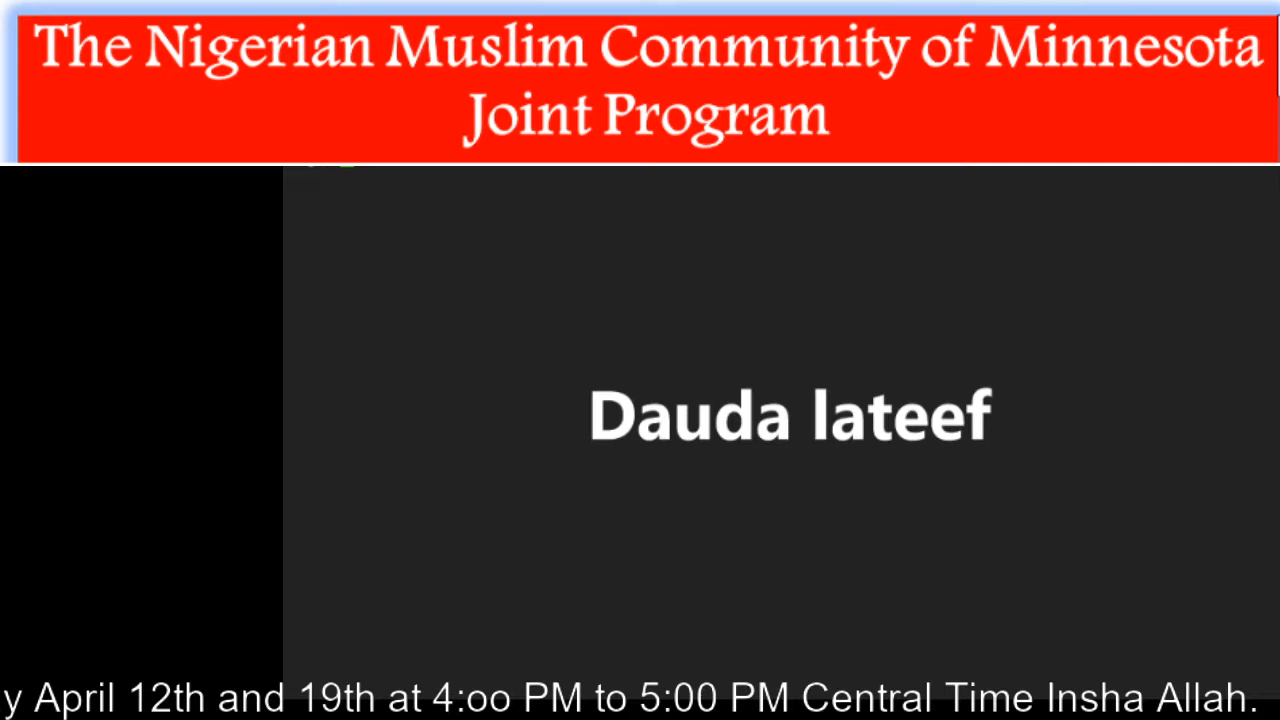 The Nigerian Muslim Community of Minnesota
Joint Program
Dauda lateef
y April 12th and 19th at 4:oo PM to 5:00 PM Central Time Insha Allah.